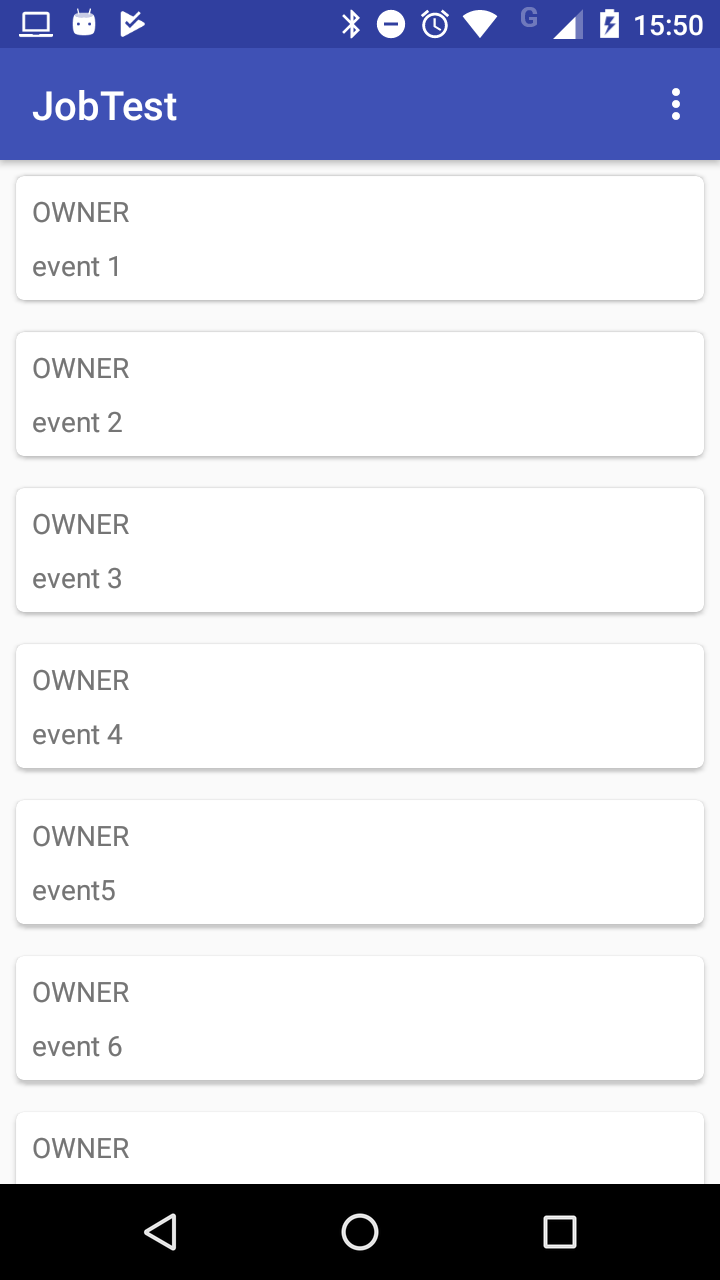 G
15:50
JobTest
OWNER
event 1
OWNER
event 2
OWNER
event 3
OWNER
event 4
OWNER
event5
OWNER
event 6
OWNER